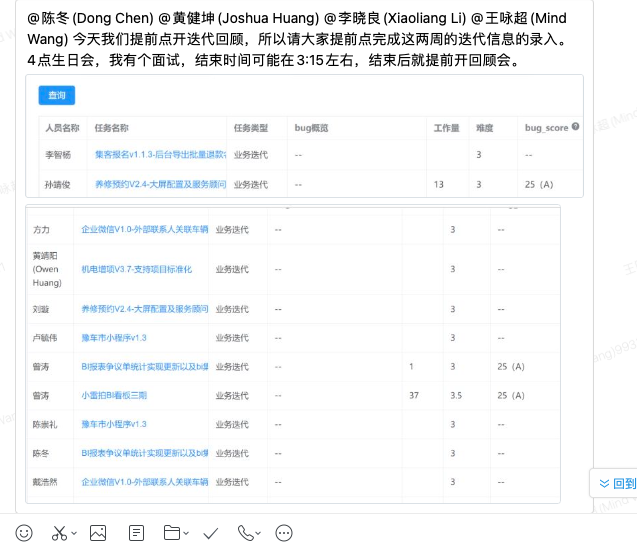 @陈冬(Dong Chen) @黄健坤(Joshua Huang) @李晓良(Xiaoliang Li) @王咏超(Mind
Wang) 今天我们提前点开迭代回顾，所以请大家提前点完成这两周的迭代信息的录入。
4点生日会，我有个面试，结束时间可能在3:15左右，结束后就提前开回顾会。
查询
人员名称 任务名称 任务类型 bug概览 工作量 难度 bug_score
李智杨 集客报名v1.1.3-后台导出批量退款 业务迭代 -- 3 --
孙靖俊 养修预约V2.4-大屏配置及服务顾问 业务迭代 -- 13 3 25（A）
方力 企业微信V1.0-外部联系人关联车辆 业务迭代 -- 3 --
黄靖阳
(Owen
Huang)
机电增项V3.7-支持项目标准化 业务迭代 -- 3 --
刘璇 养修预约V2.4-大屏配置及服务顾问 业务迭代 -- 3 --
卢毓伟 豫车市小程序v1.3 业务迭代 -- 3 --
曾涛 BI报表争议单统计实现更新以及bi 业务迭代 -- 1 3 25（A）
曾涛 小雷拍BI看板三期 业务迭代 -- 37 3.5 25（A）
陈崇礼 豫车市小程序v1.3 业务迭代 -- 3 --
陈冬 BI报表争议单统计实现更新以及bi 业务迭代 -- 3 --
戴浩然 企业微信V1.0-外部联系人关联车辆 业务迭代 -- 3 --
回到